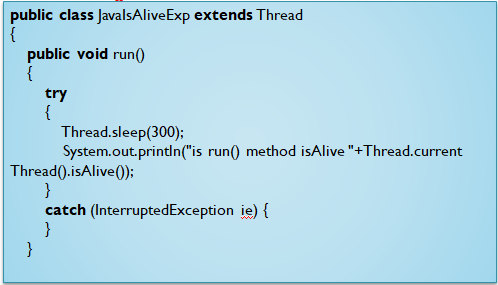 public class JavaIsAliveExp extends Thread
{
public void run()
{
try
{
Thread.sleep(300);
System.out.println("is run() method isAlive "+Thread.current
Thread().isAlive());
}
catch (InterruptedException ie) {
}
}